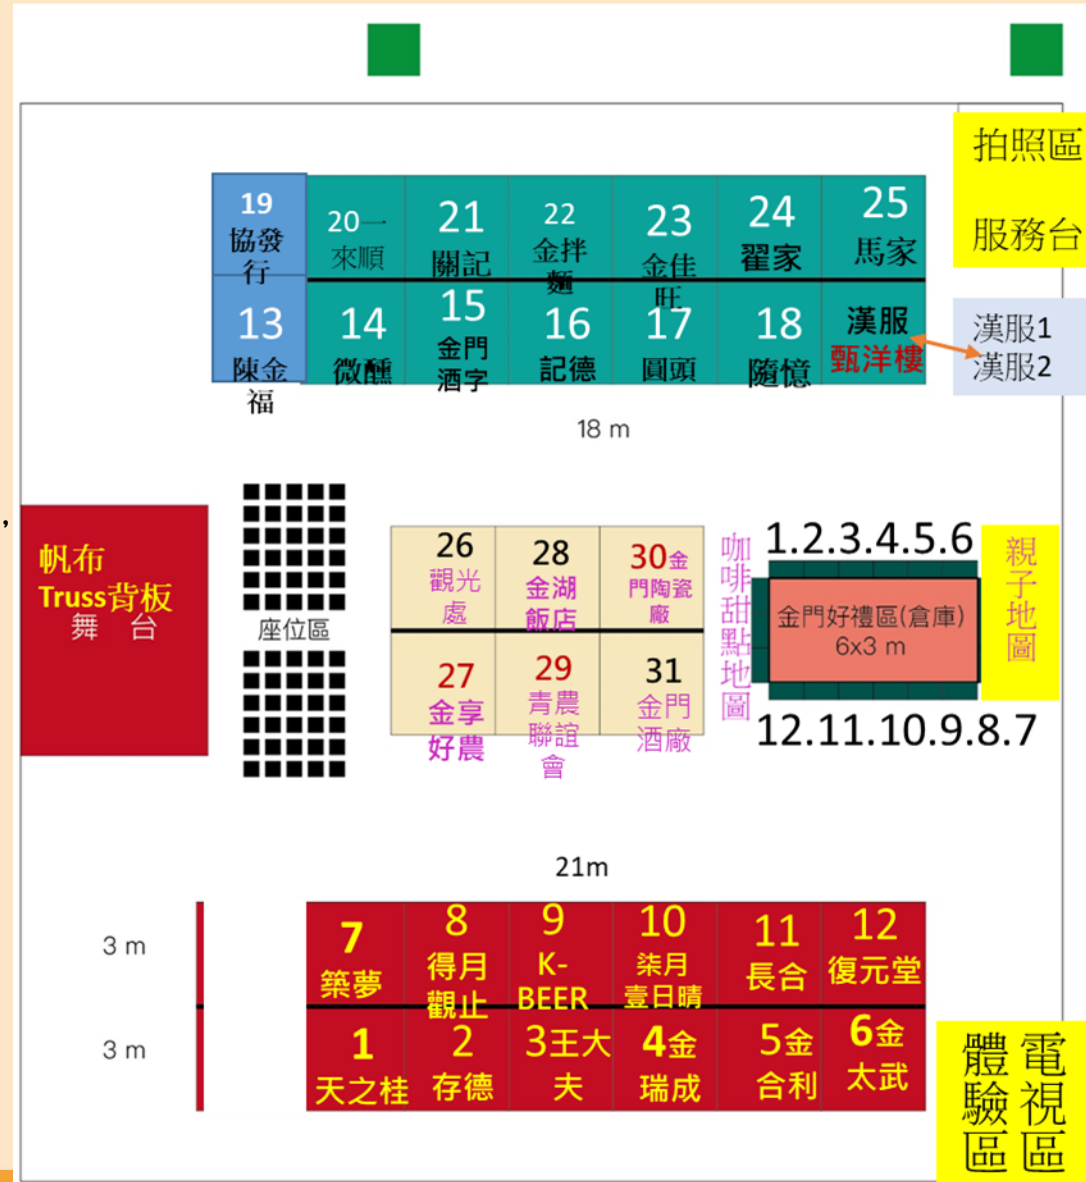 拍照區
服務台
19
協發
行
20一
來順
21
關記
22
金拌
麵
23
金佳
旺
24
翟家
25
馬家
13
陳金
福
14
微醺
15
金門
酒字
16
記德
17
圓頭
18
隨憶
漢服
甄洋樓
漢服1
漢服2
18 m
,
帆布
Truss背板
舞 台
座位區
26
觀光
處
28
金湖
飯店
30金
門陶瓷
廠
27
金享
好農
29
青農
聯誼
會
31
金門
酒廠
咖啡甜點地圖
1.2.3.4.5.6
金門好禮區(倉庫)
6x3 m
12.11.10.9.8.7
親子地圖
21m
3 m
7
築夢
8
得月
觀止
9
K-
BEER
10
柒月
壹日晴
11
長合
12
復元堂
3 m
1
天之桂
2
存德
3王大
夫
4金
瑞成
5金
合利
6金
太武
電視區
體驗區